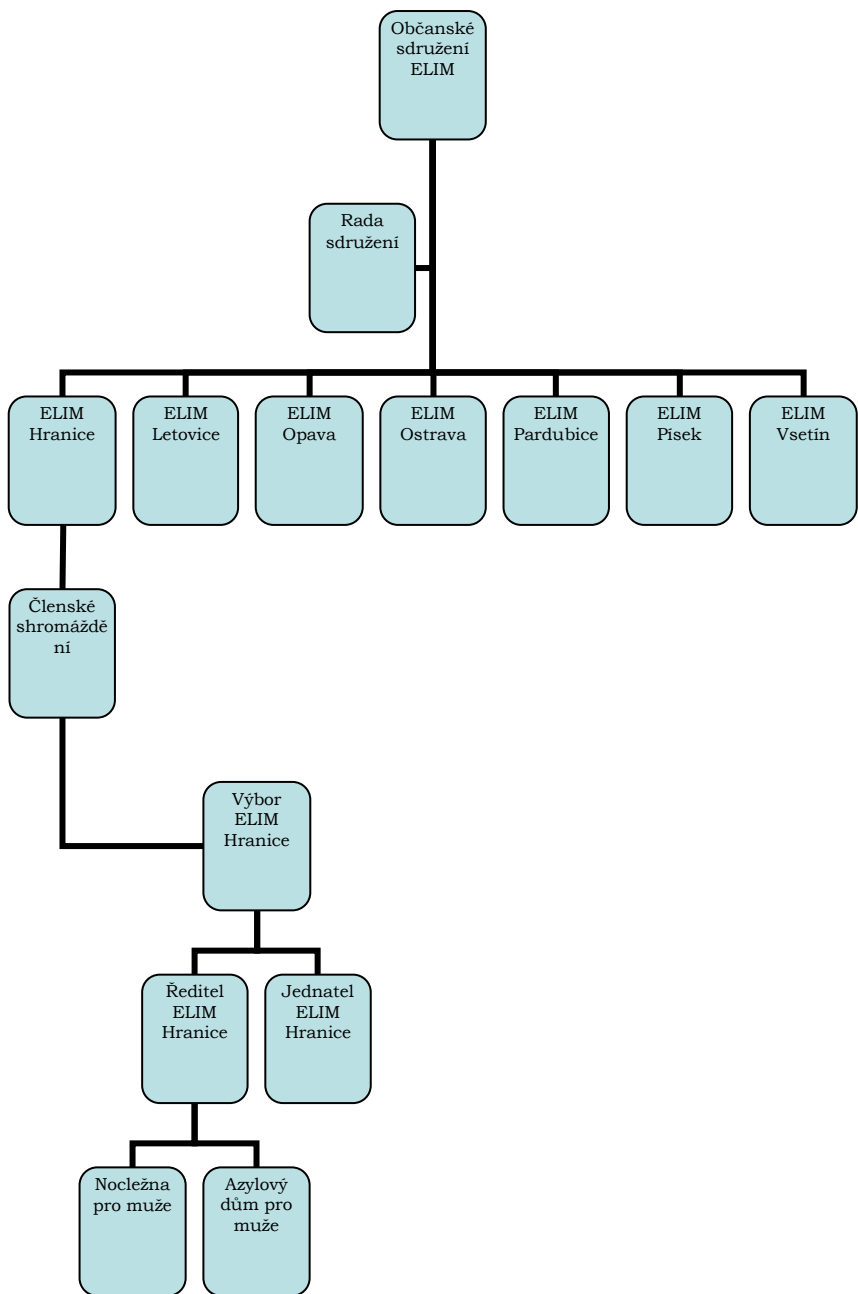 Občanské
sdružení
ELIM
Rada
sdružení
ELIM
Hranice
ELIM
Letovice
ELIM
Opava
ELIM
Ostrava
ELIM
Pardubice
ELIM
Písek
ELIM
Vsetín
Členské
shromáždě
ní
Výbor
ELIM
Hranice
Ředitel
ELIM
Hranice
Jednatel
ELIM
Hranice
Nocležna
pro muže
Azylový
dům pro
muže